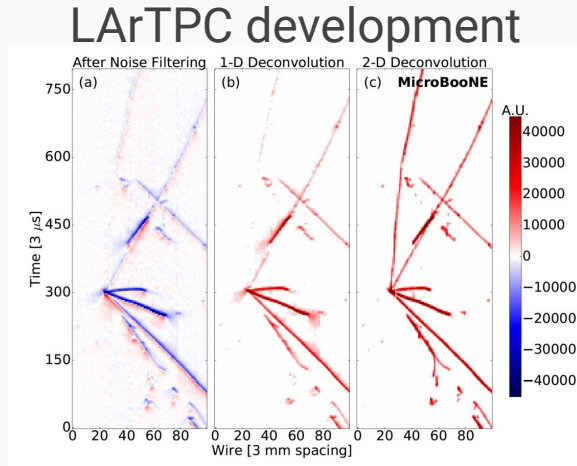 LArTPC development
After Noise Filtering 1-D Deconvolution 2-D Deconvolution
(a) (b) (c) MicroBooNE
A.U.
Time [3 μs]
750
600
450
300
150
0
40000
30000
20000
10000
0
−10000
−20000
−30000
−40000
0 20 40 60 80 0 20 40 60 80 0 20 40 60 80
Wire [3 mm spacing]